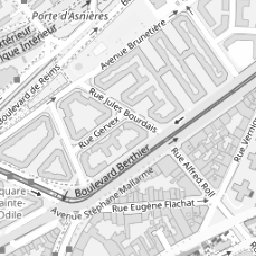 Porte d'Asnières
Intérieur
Boulevard de Reims
Avenue Brunetière
Rue Jules Bourdais
Rue Gervex
Boulevard Berthier
Avenue Stéphane Mallarmé
Rue Alfred Roll
Rue Eugène Flachat
Square
Sainte-
Odile